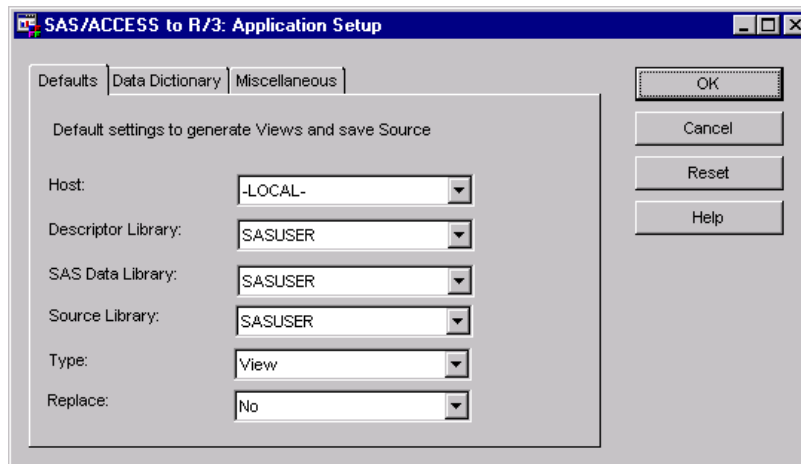 SAS/ACCESS to R/3: Application Setup
Defaults Data Dictionary Miscellaneous
Default settings to generate Views and save Source
Host: -LOCAL-
Descriptor Library: SASUSER
SAS Data Library: SASUSER
Source Library: SASUSER
Type: View
Replace: No
OK
Cancel
Reset
Help